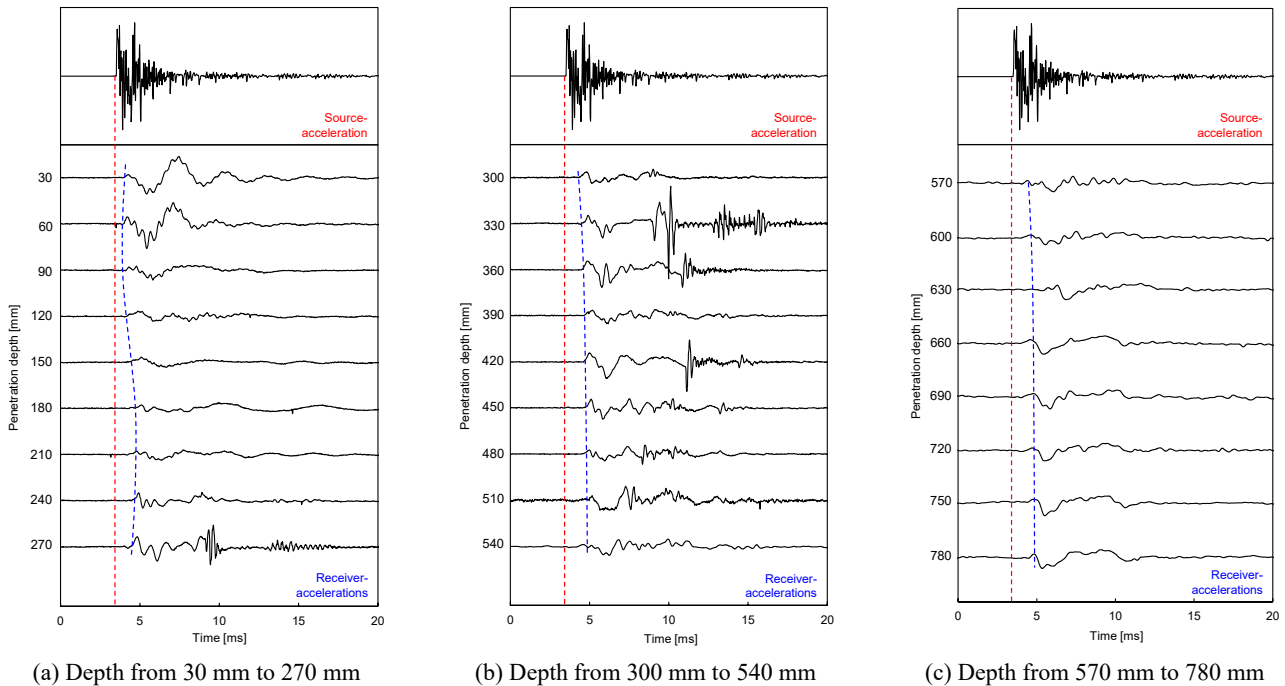 Source-
acceleration
30
60
90
120
150
180
210
240
270
Penetration depth [mm]
Receiver-
accelerations
0
5
10
15
20
Time [ms]
(a) Depth from 30 mm to 270 mm
Source-
acceleration
300
330
360
390
420
450
480
510
540
Penetration depth [mm]
Receiver-
accelerations
0
5
10
15
20
Time [ms]
(b) Depth from 300 mm to 540 mm
Source-
acceleration
570
600
630
660
690
720
750
780
Penetration depth [mm]
Receiver-
accelerations
0
5
10
15
20
Time [ms]
(c) Depth from 570 mm to 780 mm